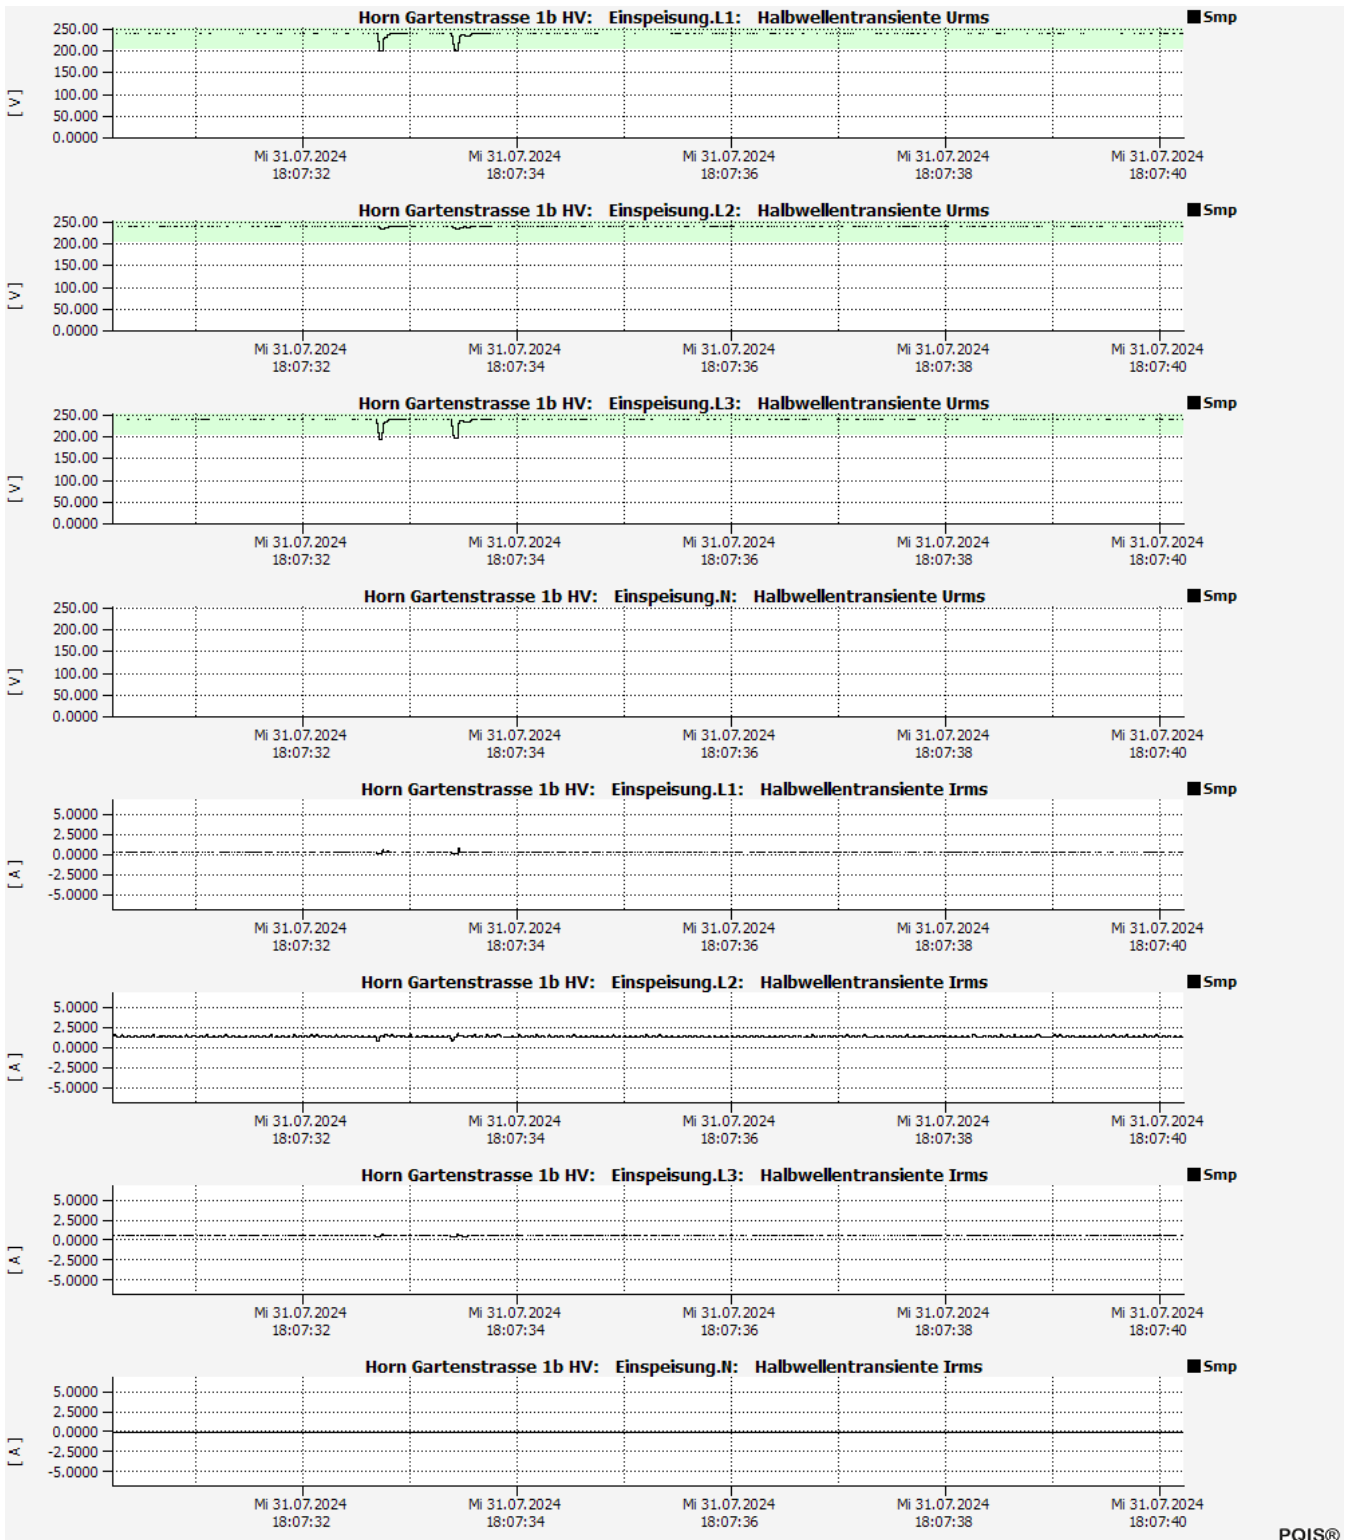 Horn Gartenstrasse 1b HV: Einspeisung.L1: Halbwellentransiente Urms
Smp
250.00
200.00
150.00
100.00
50.000
0.0000
[ V ]
Mi 31.07.2024 Mi 31.07.2024 Mi 31.07.2024 Mi 31.07.2024 Mi 31.07.2024
18:07:32 18:07:34 18:07:36 18:07:38 18:07:40
Horn Gartenstrasse 1b HV: Einspeisung.L2: Halbwellentransiente Urms
Smp
250.00
200.00
150.00
100.00
50.000
0.0000
[ V ]
Mi 31.07.2024 Mi 31.07.2024 Mi 31.07.2024 Mi 31.07.2024 Mi 31.07.2024
18:07:32 18:07:34 18:07:36 18:07:38 18:07:40
Horn Gartenstrasse 1b HV: Einspeisung.L3: Halbwellentransiente Urms
Smp
250.00
200.00
150.00
100.00
50.000
0.0000
[ V ]
Mi 31.07.2024 Mi 31.07.2024 Mi 31.07.2024 Mi 31.07.2024 Mi 31.07.2024
18:07:32 18:07:34 18:07:36 18:07:38 18:07:40
Horn Gartenstrasse 1b HV: Einspeisung.N: Halbwellentransiente Urms
Smp
250.00
200.00
150.00
100.00
50.000
0.0000
[ V ]
Mi 31.07.2024 Mi 31.07.2024 Mi 31.07.2024 Mi 31.07.2024 Mi 31.07.2024
18:07:32 18:07:34 18:07:36 18:07:38 18:07:40
Horn Gartenstrasse 1b HV: Einspeisung.L1: Halbwellentransiente Irms
Smp
5.0000
2.5000
0.0000
-2.5000
-5.0000
[ A ]
Mi 31.07.2024 Mi 31.07.2024 Mi 31.07.2024 Mi 31.07.2024 Mi 31.07.2024
18:07:32 18:07:34 18:07:36 18:07:38 18:07:40
Horn Gartenstrasse 1b HV: Einspeisung.L2: Halbwellentransiente Irms
Smp
5.0000
2.5000
0.0000
-2.5000
-5.0000
[ A ]
Mi 31.07.2024 Mi 31.07.2024 Mi 31.07.2024 Mi 31.07.2024 Mi 31.07.2024
18:07:32 18:07:34 18:07:36 18:07:38 18:07:40
Horn Gartenstrasse 1b HV: Einspeisung.L3: Halbwellentransiente Irms
Smp
5.0000
2.5000
0.0000
-2.5000
-5.0000
[ A ]
Mi 31.07.2024 Mi 31.07.2024 Mi 31.07.2024 Mi 31.07.2024 Mi 31.07.2024
18:07:32 18:07:34 18:07:36 18:07:38 18:07:40
Horn Gartenstrasse 1b HV: Einspeisung.N: Halbwellentransiente Irms
Smp
5.0000
2.5000
0.0000
-2.5000
-5.0000
[ A ]
Mi 31.07.2024 Mi 31.07.2024 Mi 31.07.2024 Mi 31.07.2024 Mi 31.07.2024
18:07:32 18:07:34 18:07:36 18:07:38 18:07:40
PQIS®